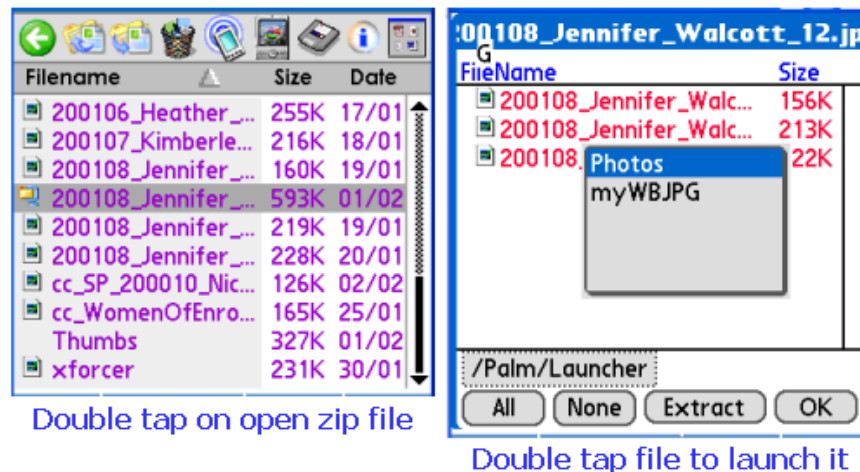 Filename Size Date
200106_Heather_... 255K 17/01
200107_Kimberle... 216K 18/01
200108_Jennifer_... 160K 19/01
200108_Jennifer_... 593K 01/02
200108_Jennifer_... 219K 19/01
200108_Jennifer_... 228K 20/01
cc_SP_200010_Nic... 126K 02/02
cc_WomenOfEnro... 165K 25/01
Thumbs 327K 01/02
xforcer 231K 30/01
Double tap on open zip file
200108_Jennifer_Walcott_12.jp
G
FileName Size
200108_Jennifer_Walc... 156K
200108_Jennifer_Walc... 213K
200108_ 22K
Photos
myWBJPG
/Palm/Launcher
All None Extract OK
Double tap file to launch it